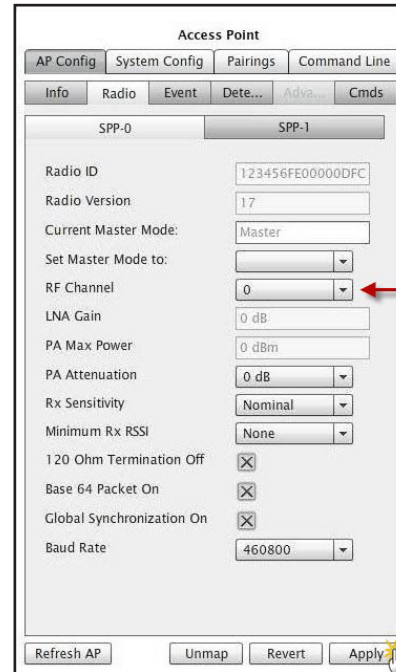 Access Point
AP Config System Config Pairings Command Line
Info Radio Event Dete... Adva... Cmds
SPP-0 SPP-1
Radio ID 123456FE00000DFC
Radio Version 17
Current Master Mode: Master
Set Master Mode to:
RF Channel 0
LNA Gain 0 dB
PA Max Power 0 dBm
PA Attenuation 0 dB
Rx Sensitivity Nominal
Minimum Rx RSSI None
120 Ohm Termination Off
Base 64 Packet On
Global Synchronization On
Baud Rate 460800
Refresh AP Unmap Revert Apply